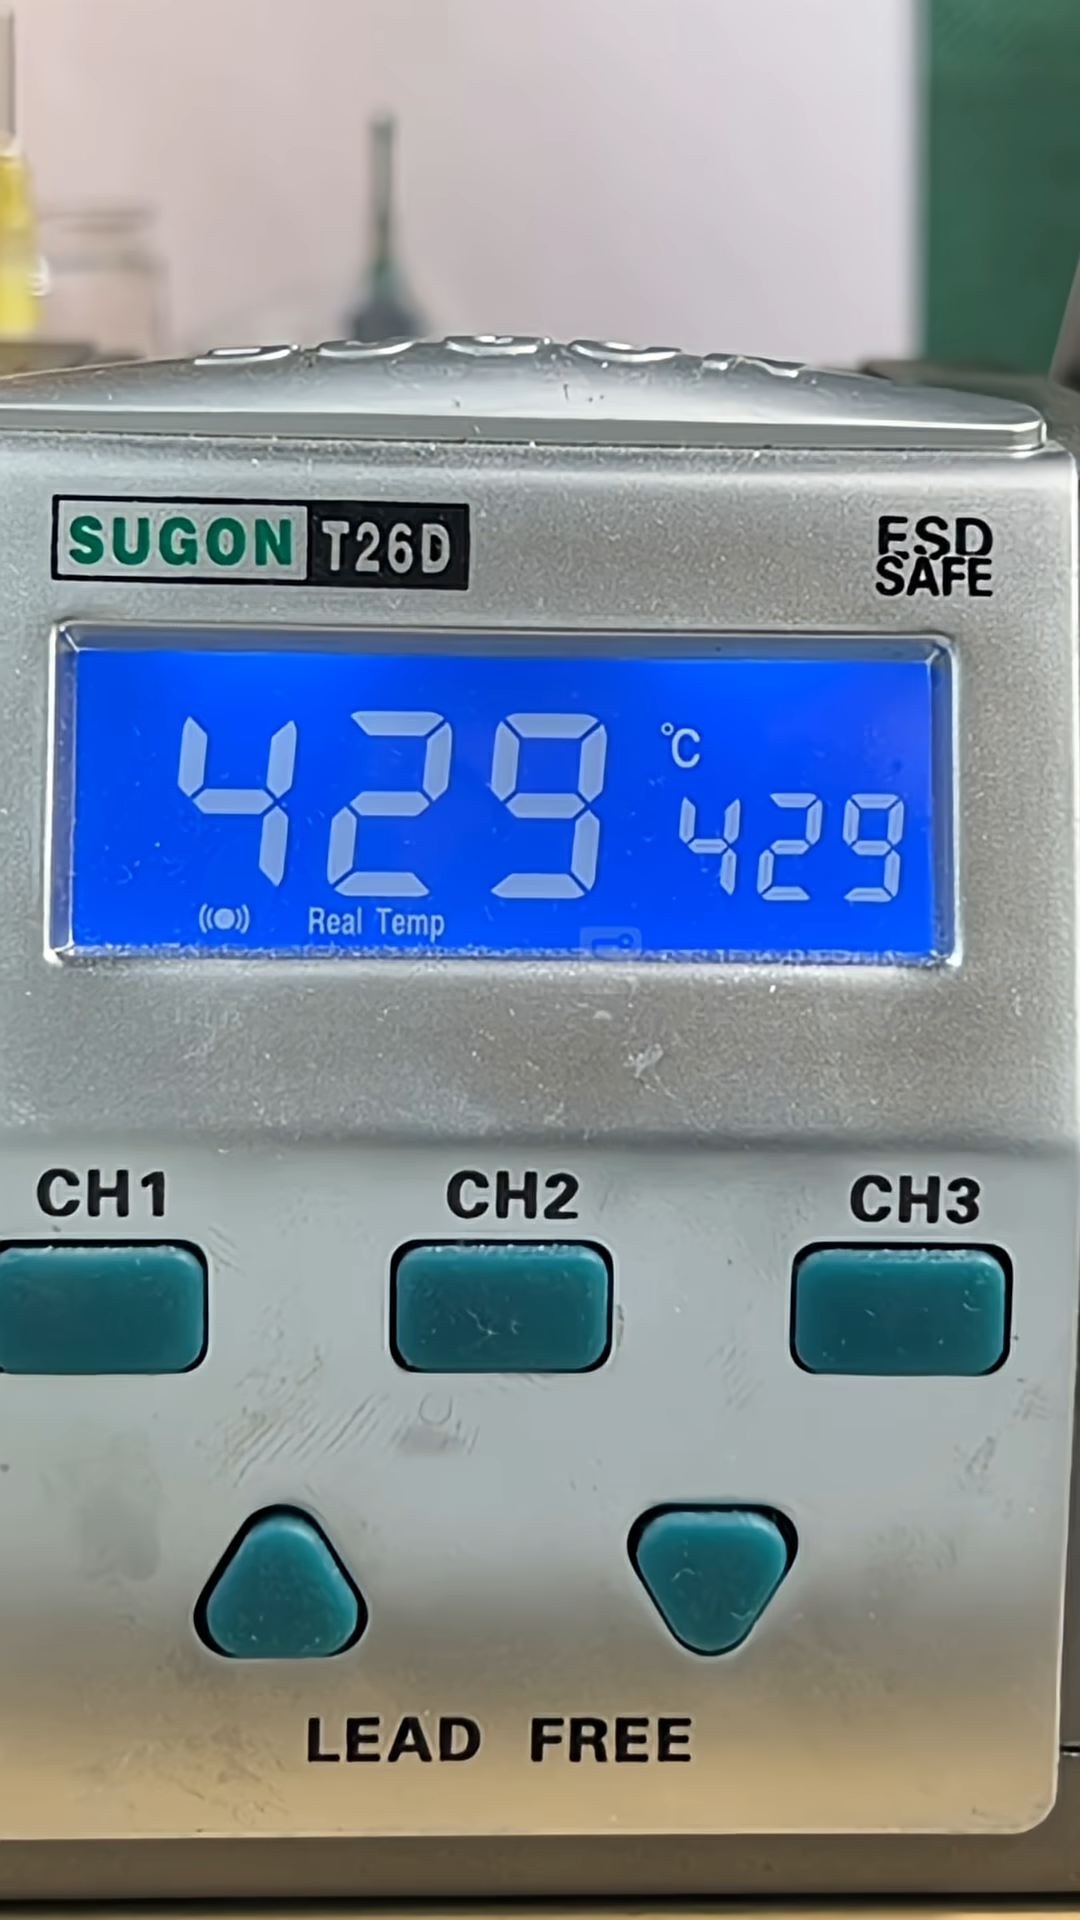 SUGON T26D
ESD
SAFE
429 °C
429
Real Temp
CH1 CH2 CH3
LEAD FREE